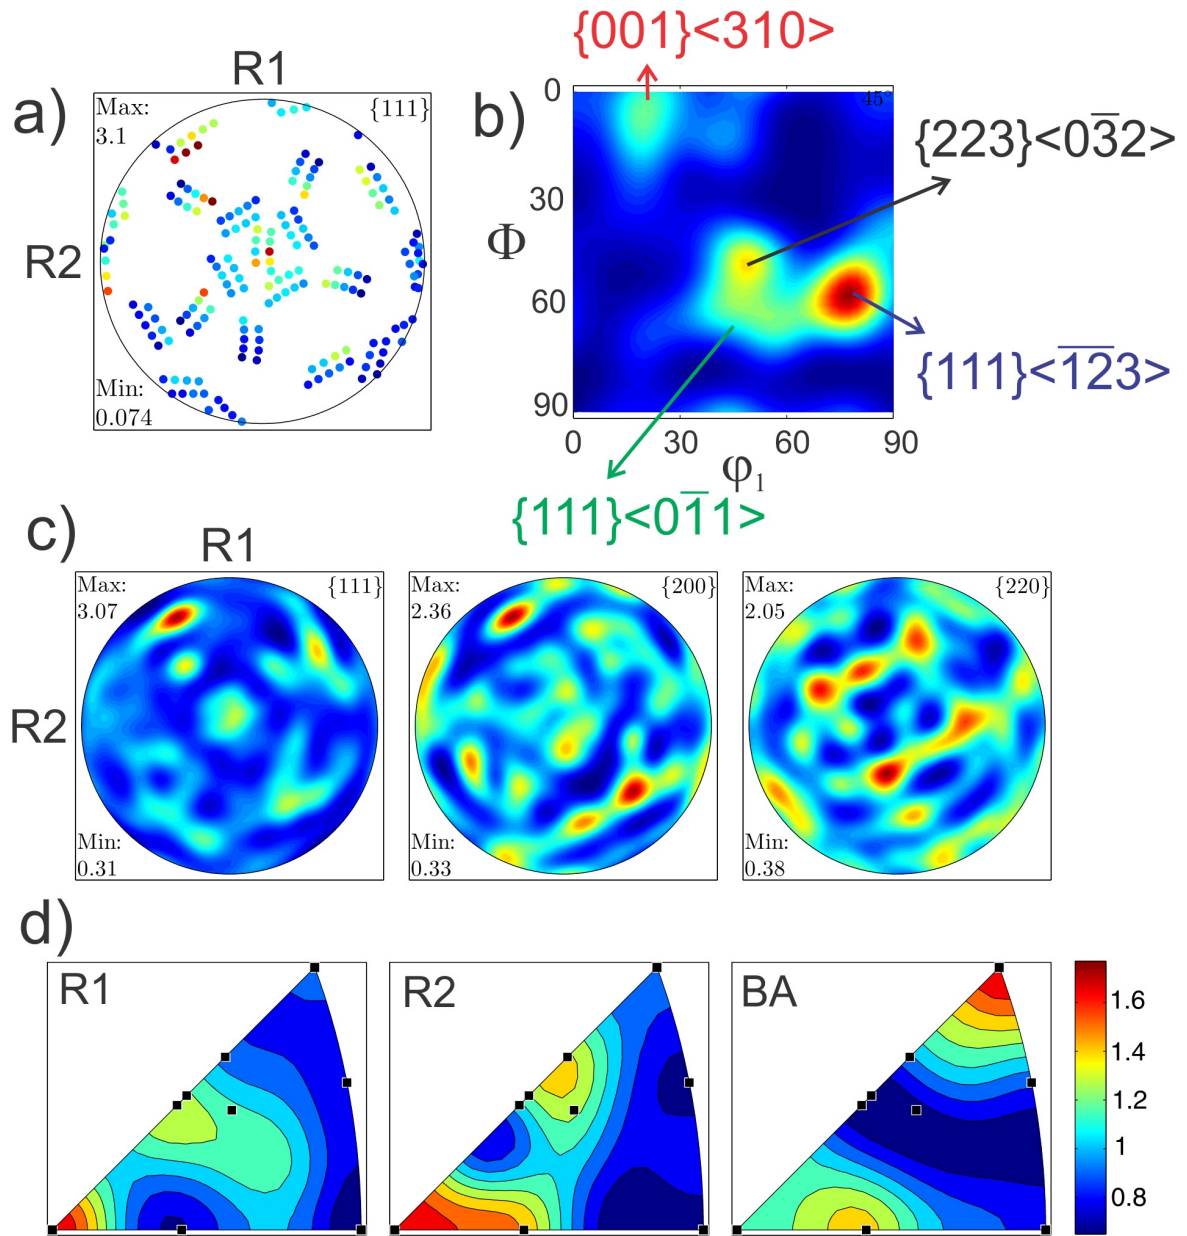 a)
R1
Max:
3.1
{111}
R2
Min:
0.074
{001}<310>
b)
0
45°
{223}<03̅2>
30
Φ
60
{111}<1̅2̅3>
90
0
30
60
90
φ₁
{111}<01̅1>
c)
R1
Max:
3.07
{111}
Max:
2.36
{200}
Max:
2.05
{220}
R2
Min:
0.31
Min:
0.33
Min:
0.38
d)
R1
R2
BA
1.6
1.4
1.2
1
0.8